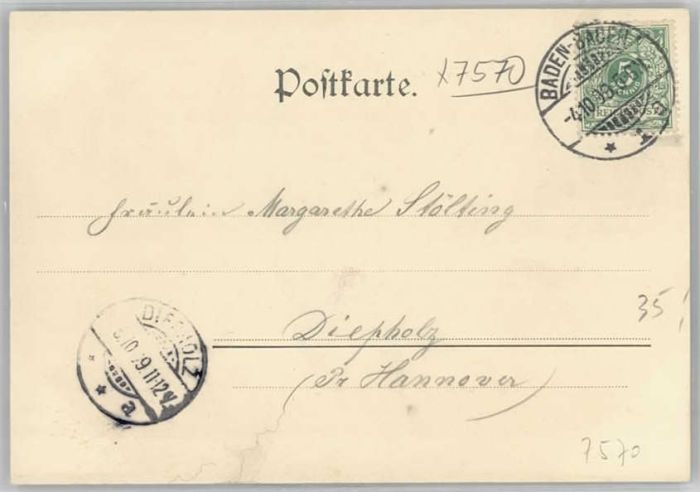 Postkarte.
x7570
BADEN-BADEN
5
Fräulein Margarethe Stölting
35
Diepholz
DIEPHOLZ
(Pr Hannover)
7570